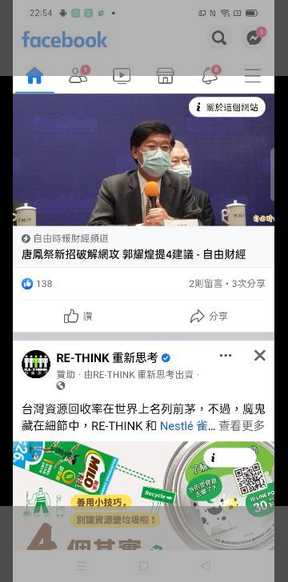 22:54
facebook
關於這個網站
自由時報財經頻道
唐鳳祭新招破解網攻 郭耀煌提4建議 - 自由財經
138
2則留言・3次分享
讚
分享
RE-THINK 重新思考
贊助・由RE-THINK 重新思考出資・
台灣資源回收率在世界上名列前茅，不過，魔鬼
藏在細節中，RE-THINK 和 Nestlé 雀... 查看更多
MILO
Recycle
善用小技巧，
別讓資源變垃圾啦！
4 個其實